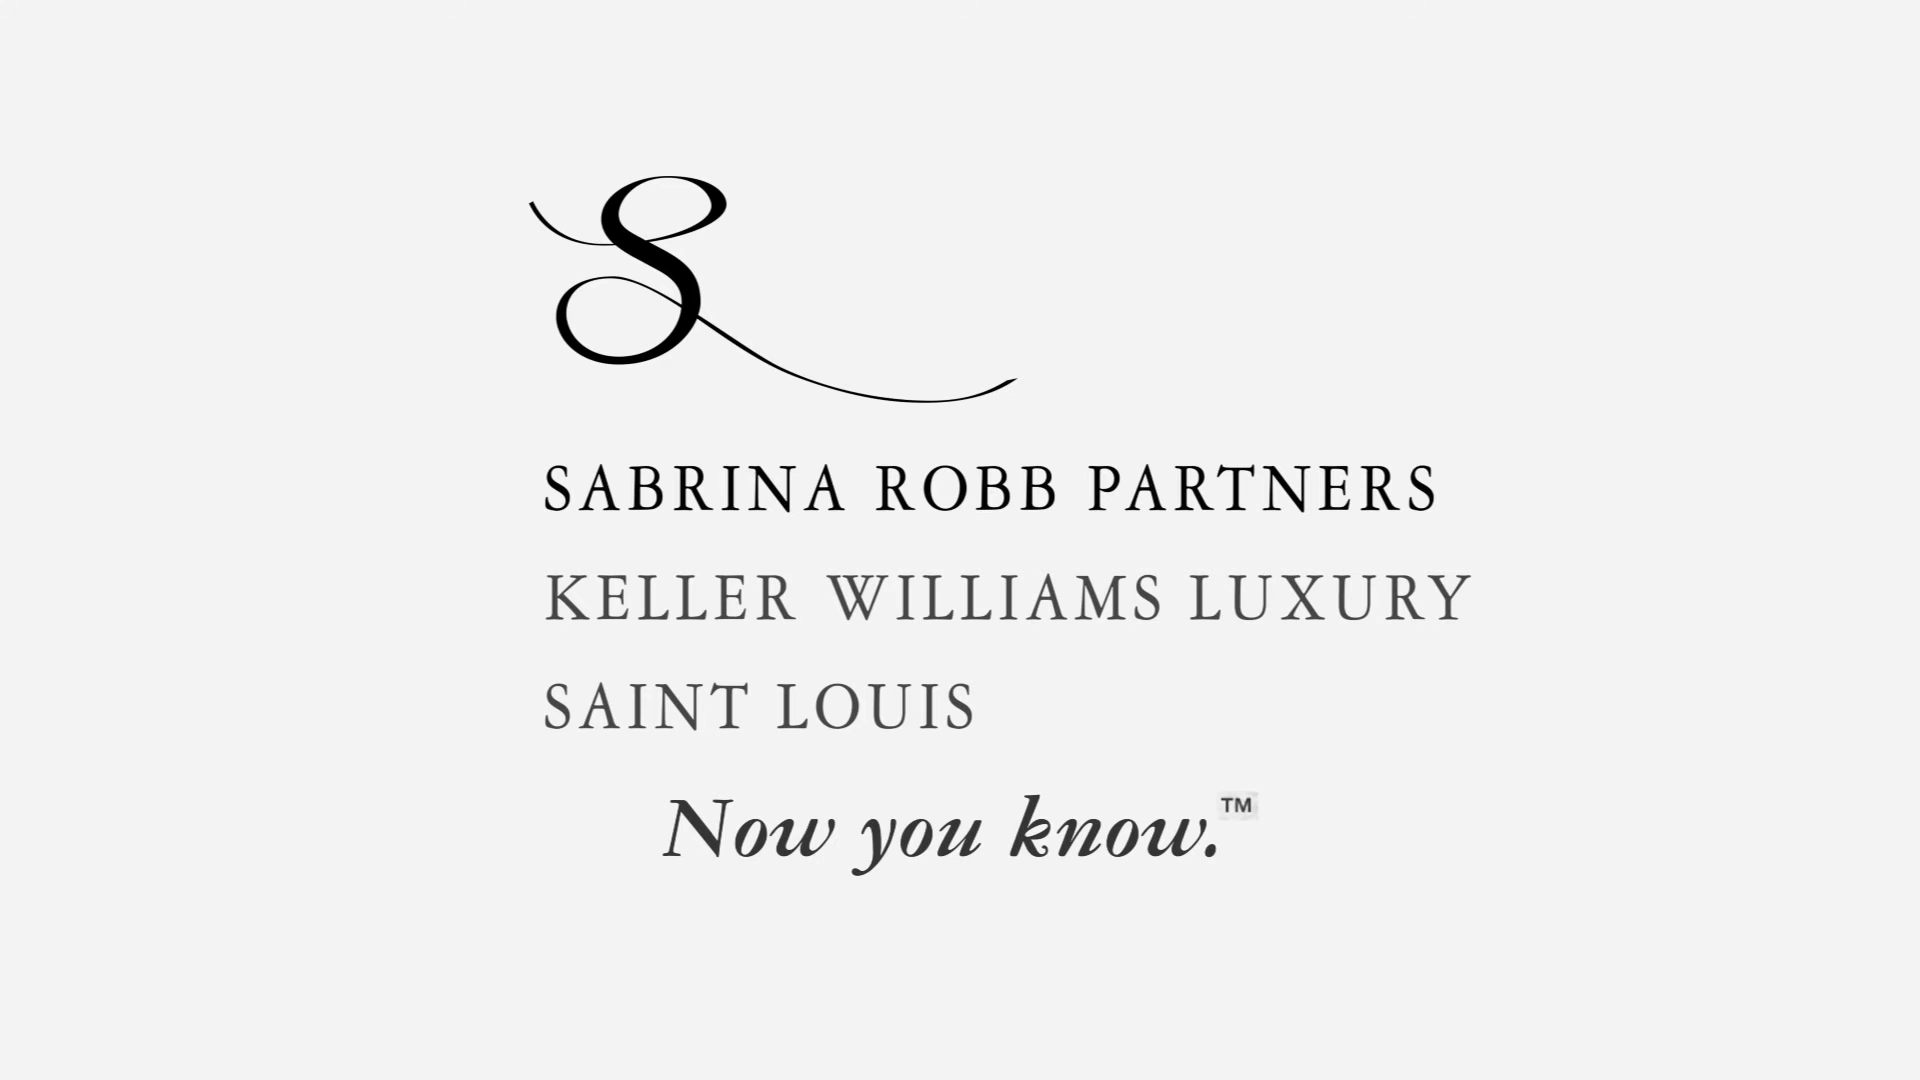 S
SABRINA ROBB PARTNERS
KELLER WILLIAMS LUXURY
SAINT LOUIS
Now you know.™